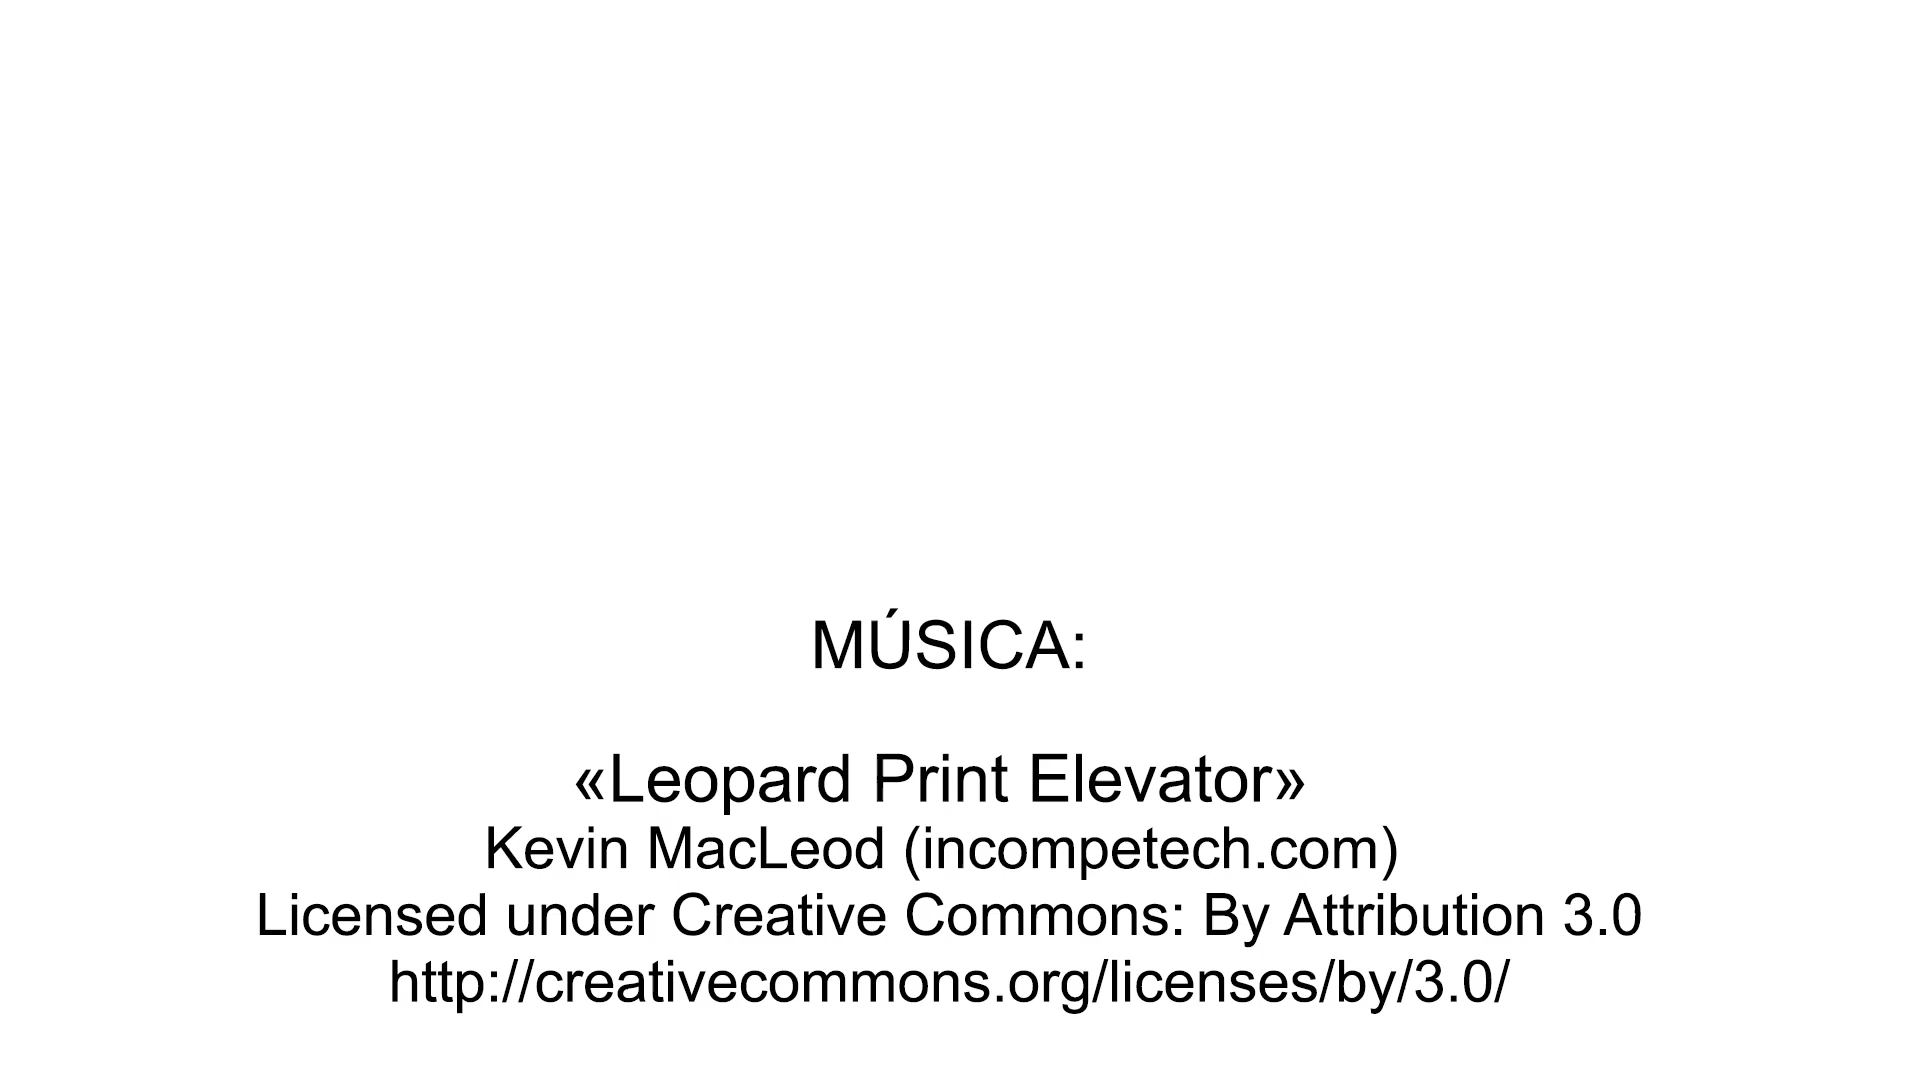 MÚSICA:
«Leopard Print Elevator»
Kevin MacLeod (incompetech.com)
Licensed under Creative Commons: By Attribution 3.0
http://creativecommons.org/licenses/by/3.0/